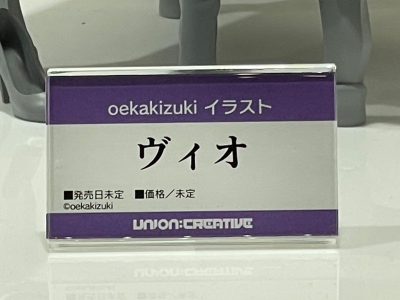 oekakizuki イラスト
ヴィオ
■発売日未定　■価格／未定
©oekakizuki
UNION:CREATIVE